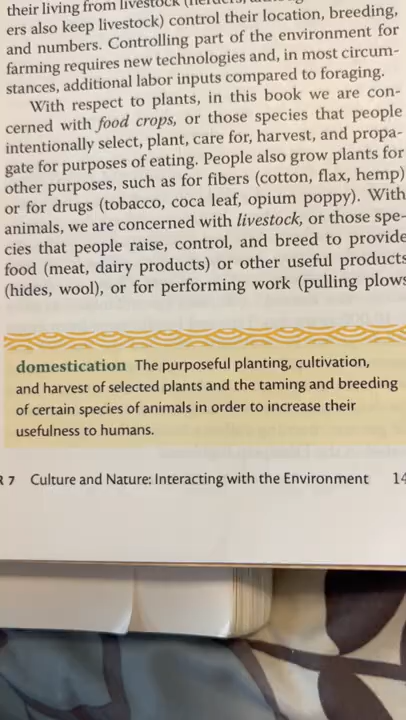 their living from livestock
ers also keep livestock) control their location, breeding,
and numbers. Controlling part of the environment for
farming requires new technologies and, in most circum-
stances, additional labor inputs compared to foraging.
With respect to plants, in this book we are con-
cerned with food crops, or those species that people
intentionally select, plant, care for, harvest, and propa-
gate for purposes of eating. People also grow plants for
other purposes, such as for fibers (cotton, flax, hemp)
or for drugs (tobacco, coca leaf, opium poppy). With
animals, we are concerned with livestock, or those spe-
cies that people raise, control, and breed to provide
food (meat, dairy products) or other useful products
(hides, wool), or for performing work (pulling plows
domestication The purposeful planting, cultivation,
and harvest of selected plants and the taming and breeding
of certain species of animals in order to increase their
usefulness to humans.
R 7 Culture and Nature: Interacting with the Environment 14